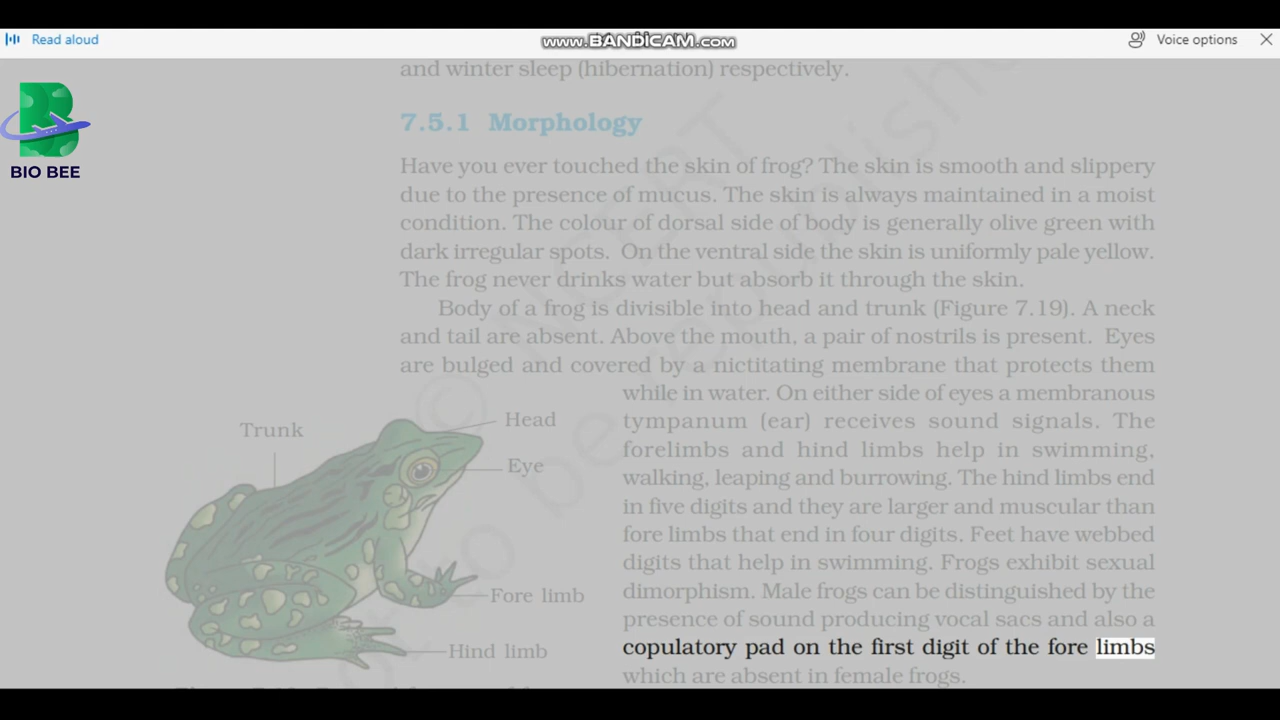 Read aloud
www.BANDICAM.com
Voice options
and winter sleep (hibernation) respectively.
BIO BEE
7.5.1 Morphology
Have you ever touched the skin of frog? The skin is smooth and slippery
due to the presence of mucus. The skin is always maintained in a moist
condition. The colour of dorsal side of body is generally olive green with
dark irregular spots. On the ventral side the skin is uniformly pale yellow.
The frog never drinks water but absorb it through the skin.
Body of a frog is divisible into head and trunk (Figure 7.19). A neck
and tail are absent. Above the mouth, a pair of nostrils is present. Eyes
are bulged and covered by a nictitating membrane that protects them
while in water. On either side of eyes a membranous
tympanum (ear) receives sound signals. The
forelimbs and hind limbs help in swimming,
walking, leaping and burrowing. The hind limbs end
in five digits and they are larger and muscular than
fore limbs that end in four digits. Feet have webbed
digits that help in swimming. Frogs exhibit sexual
dimorphism. Male frogs can be distinguished by the
presence of sound producing vocal sacs and also a
copulatory pad on the first digit of the fore limbs
which are absent in female frogs.
Trunk
Head
Eye
Fore limb
Hind limb